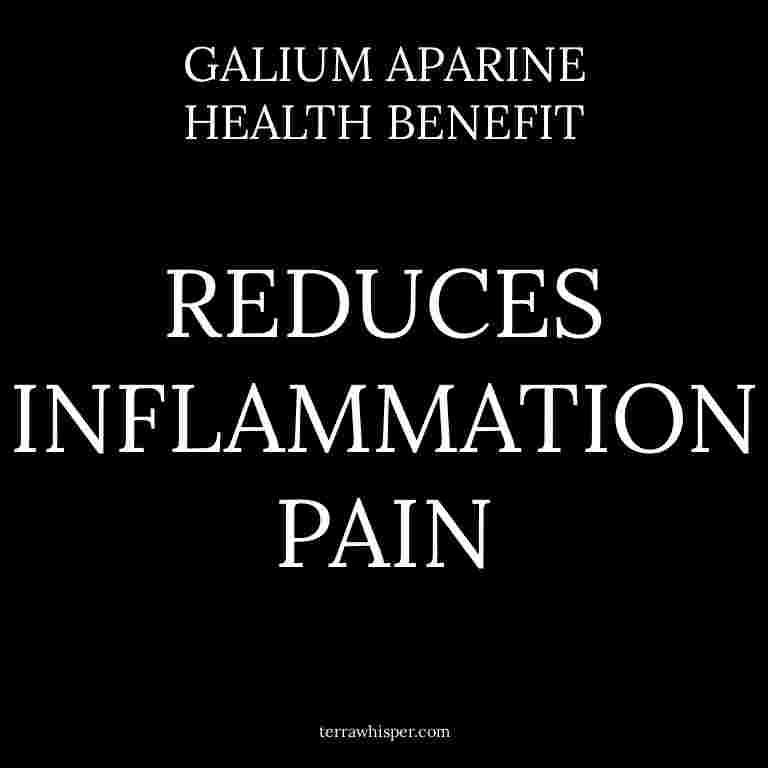 GALIUM APARINE
HEALTH BENEFIT
REDUCES
INFLAMMATION
PAIN
terrawhisper.com